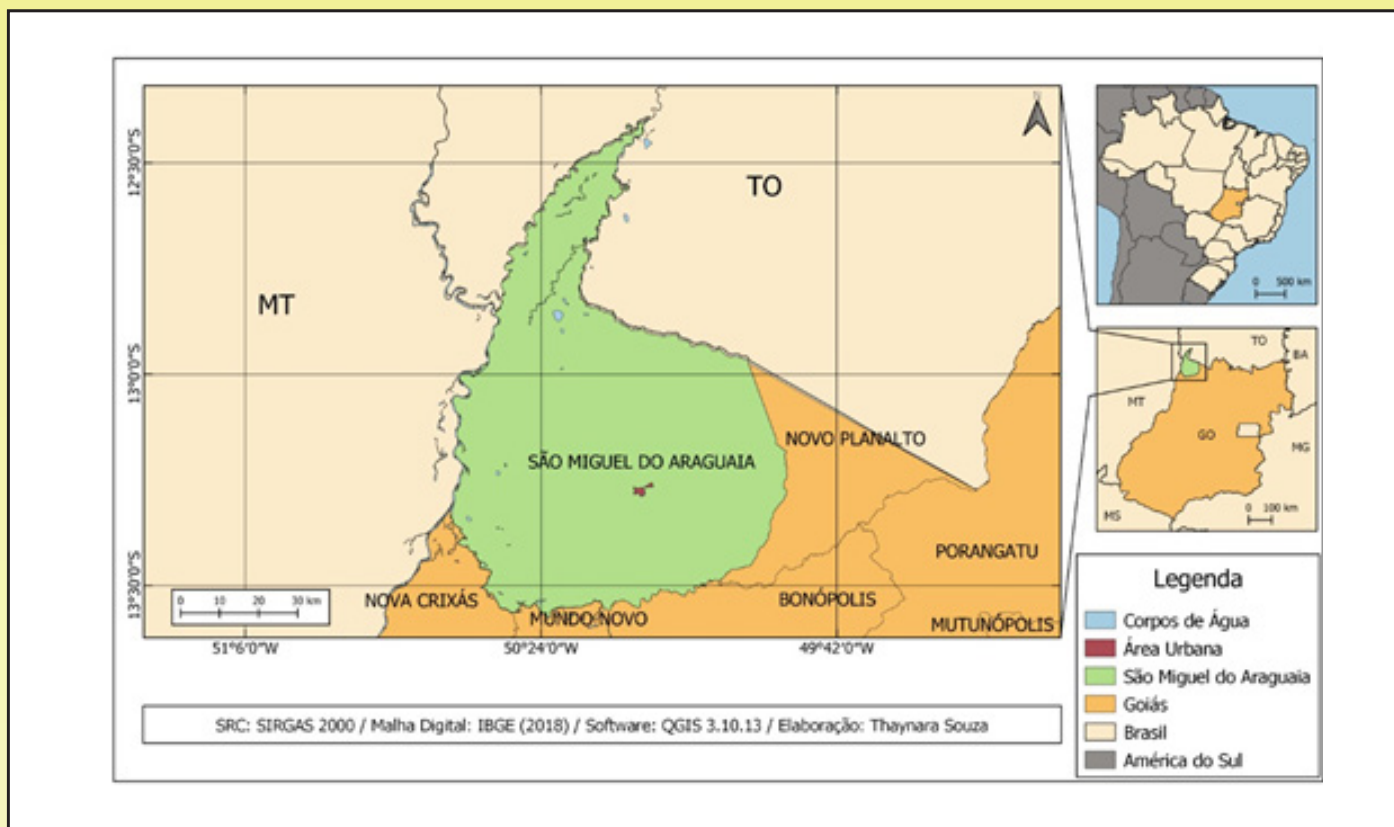 12°30'0"S
13°0'0"S
13°30'0"S
51°6'0"W
50°24'0"W
49°42'0"W
MT
TO
SÃO MIGUEL DO ARAGUAIA
NOVO PLANALTO
PORANGATU
NOVA CRIXÁS
MUNDO NOVO
BONÓPOLIS
MUTUNÓPOLIS
0 10 20 30 km
SRC: SIRGAS 2000 / Malha Digital: IBGE (2018) / Software: QGIS 3.10.13 / Elaboração: Thaynara Souza
0 500 km
TO
BA
MT
GO
MG
MS
0 100 km
Legenda
Corpos de Água
Área Urbana
São Miguel do Araguaia
Goiás
Brasil
América do Sul